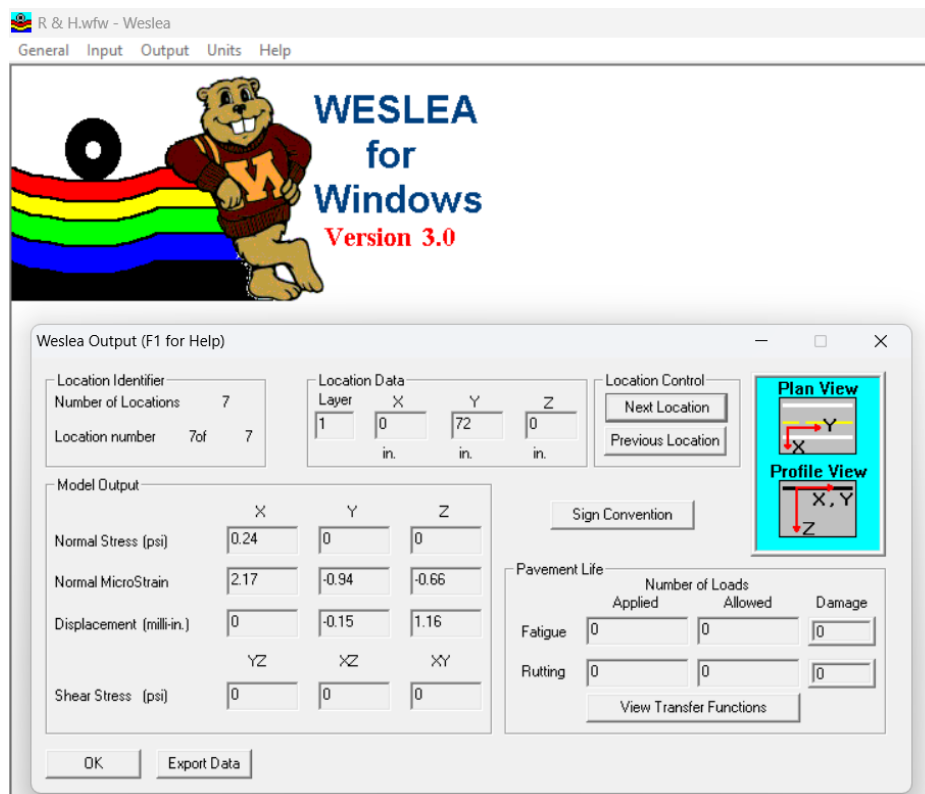 R & H.wfw - Weslea
General Input Output Units Help
WESLEA
for
Windows
Version 3.0
Weslea Output (F1 for Help)
Location Identifier
Number of Locations 7
Location number 7of 7
Location Data
Layer X Y Z
1 0 72 0
in. in. in.
Location Control
Next Location
Previous Location
Plan View
Y
X
Profile View
X, Y
Z
Model Output
X Y Z
Normal Stress (psi) 0.24 0 0
Normal MicroStrain 2.17 -0.94 -0.66
Displacement (milli-in.) 0 -0.15 1.16
YZ XZ XY
Shear Stress (psi) 0 0 0
Sign Convention
Pavement Life
Number of Loads
Applied Allowed Damage
Fatigue 0 0 0
Rutting 0 0 0
View Transfer Functions
OK Export Data